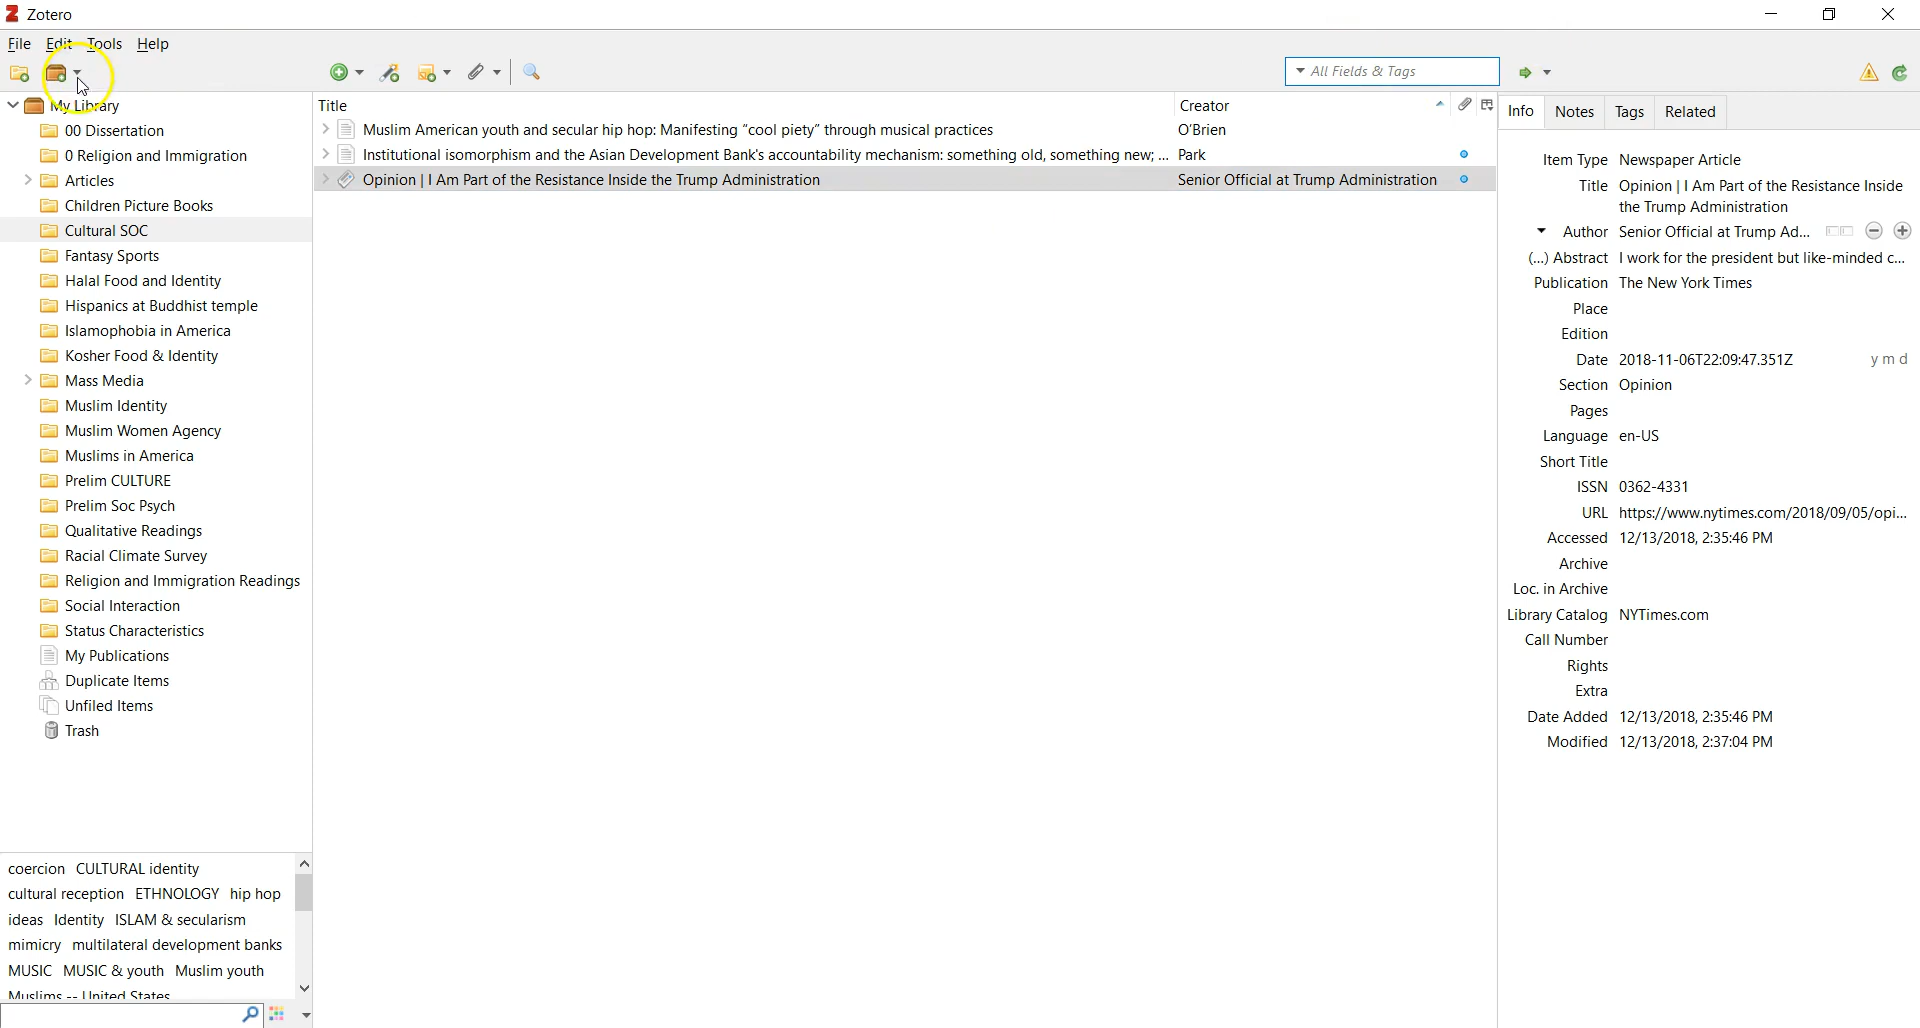 Zotero
File Edit Tools Help
All Fields & Tags
My Library
00 Dissertation
0 Religion and Immigration
Articles
Children Picture Books
Cultural SOC
Fantasy Sports
Halal Food and Identity
Hispanics at Buddhist temple
Islamophobia in America
Kosher Food & Identity
Mass Media
Muslim Identity
Muslim Women Agency
Muslims in America
Prelim CULTURE
Prelim Soc Psych
Qualitative Readings
Racial Climate Survey
Religion and Immigration Readings
Social Interaction
Status Characteristics
My Publications
Duplicate Items
Unfiled Items
Trash
coercion CULTURAL identity
cultural reception ETHNOLOGY hip hop
ideas Identity ISLAM & secularism
mimicry multilateral development banks
MUSIC MUSIC & youth Muslim youth
Muslims -- United States
Title Creator
Muslim American youth and secular hip hop: Manifesting “cool piety” through musical practices O'Brien
Institutional isomorphism and the Asian Development Bank's accountability mechanism: something old, something new; ... Park
Opinion | I Am Part of the Resistance Inside the Trump Administration Senior Official at Trump Administration
Info Notes Tags Related
Item Type Newspaper Article
Title Opinion | I Am Part of the Resistance Inside
the Trump Administration
Author Senior Official at Trump Ad...
(...) Abstract I work for the president but like-minded c...
Publication The New York Times
Place
Edition
Date 2018-11-06T22:09:47.351Z y m d
Section Opinion
Pages
Language en-US
Short Title
ISSN 0362-4331
URL https://www.nytimes.com/2018/09/05/opi...
Accessed 12/13/2018, 2:35:46 PM
Archive
Loc. in Archive
Library Catalog NYTimes.com
Call Number
Rights
Extra
Date Added 12/13/2018, 2:35:46 PM
Modified 12/13/2018, 2:37:04 PM